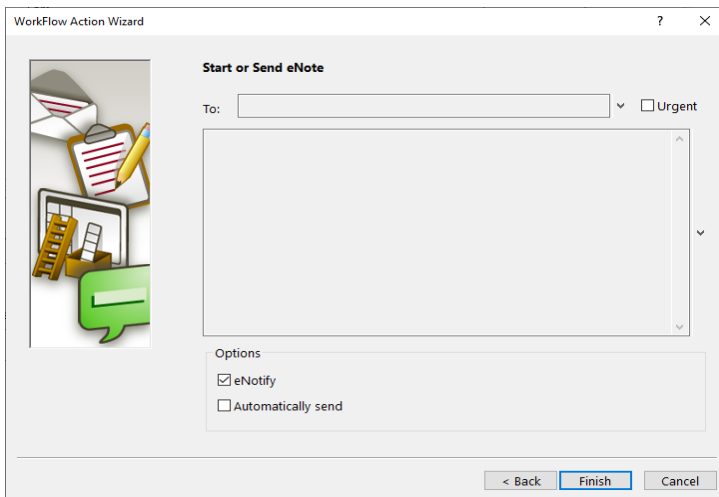 WorkFlow Action Wizard
Start or Send eNote
To:
Urgent
Options
eNotify
Automatically send
< Back
Finish
Cancel